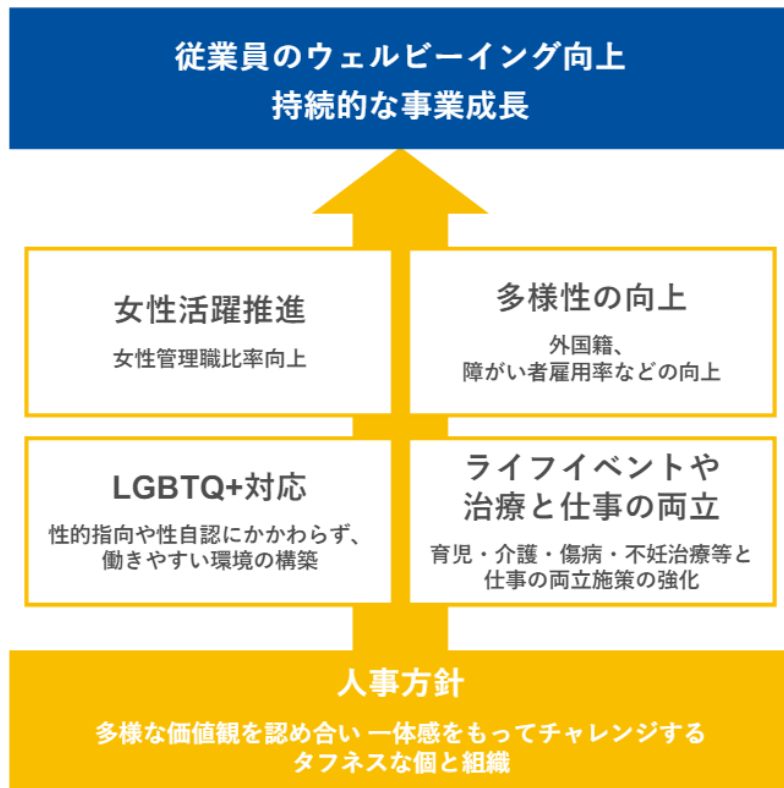 従業員のウェルビーイング向上
持続的な事業成長
女性活躍推進
女性管理職比率向上
多様性の向上
外国籍、
障がい者雇用率などの向上
LGBTQ+対応
性的指向や性自認にかかわらず、
働きやすい環境の構築
ライフイベントや
治療と仕事の両立
育児・介護・傷病・不妊治療等と
仕事の両立施策の強化
人事方針
多様な価値観を認め合い 一体感をもってチャレンジする
タフネスな個と組織